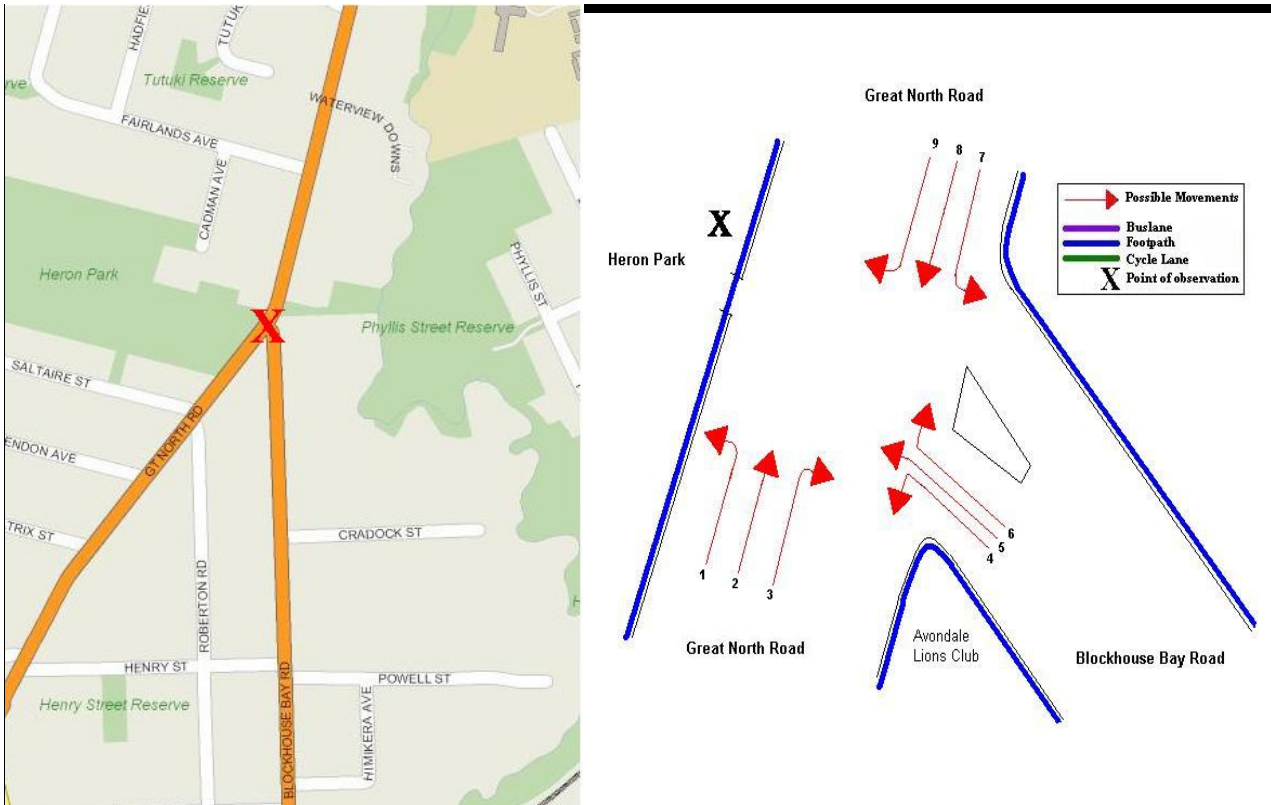 HADFIE
TUTUK
Tutuki Reserve
rve
WATERVIEW DOWNS
FAIRLANDS AVE
CADMAN AVE
Heron Park
PHYLLIS ST
X
Phyllis Street Reserve
SALTAIRE ST
GT NORTH RD
ENDON AVE
TRIX ST
CRADOCK ST
ROBERTON RD
HENRY ST
BLOCKHOUSE BAY RD
POWELL ST
Henry Street Reserve
HIMIKERA AVE
H
Great North Road
9 8 7
X
Heron Park
Possible Movements
Buslane
Footpath
Cycle Lane
X Point of observation
1
2
3
6
5
4
Great North Road
Avondale
Lions Club
Blockhouse Bay Road